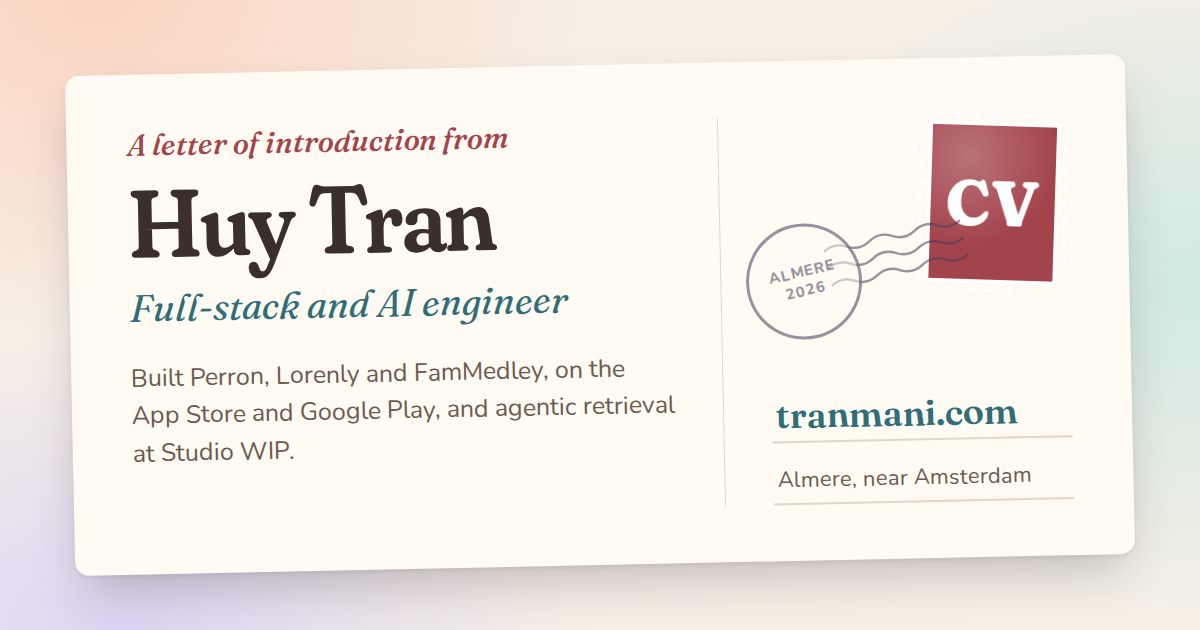 A letter of introduction from
Huy Tran
Full-stack and AI engineer
Built Perron, Lorenly and FamMedley, on the
App Store and Google Play, and agentic retrieval
at Studio WIP.
cv
ALMERE
2026
tranmani.com
Almere, near Amsterdam